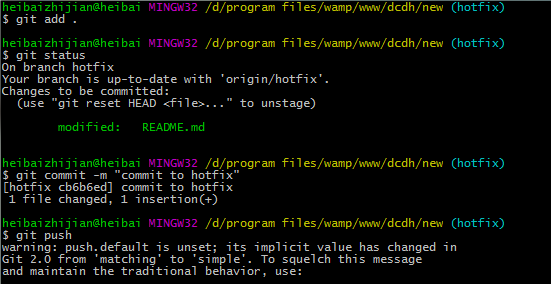 heibaizhijian@heibai MINGW32 /d/program files/wamp/www/dcdh/new (hotfix)
$ git add .
heibaizhijian@heibai MINGW32 /d/program files/wamp/www/dcdh/new (hotfix)
$ git status
On branch hotfix
Your branch is up-to-date with 'origin/hotfix'.
Changes to be committed:
  (use "git reset HEAD <file>..." to unstage)
        modified:   README.md
heibaizhijian@heibai MINGW32 /d/program files/wamp/www/dcdh/new (hotfix)
$ git commit -m "commit to hotfix"
[hotfix cb6b6ed] commit to hotfix
 1 file changed, 1 insertion(+)
heibaizhijian@heibai MINGW32 /d/program files/wamp/www/dcdh/new (hotfix)
$ git push
warning: push.default is unset; its implicit value has changed in
Git 2.0 from 'matching' to 'simple'. To squelch this message
and maintain the traditional behavior, use: